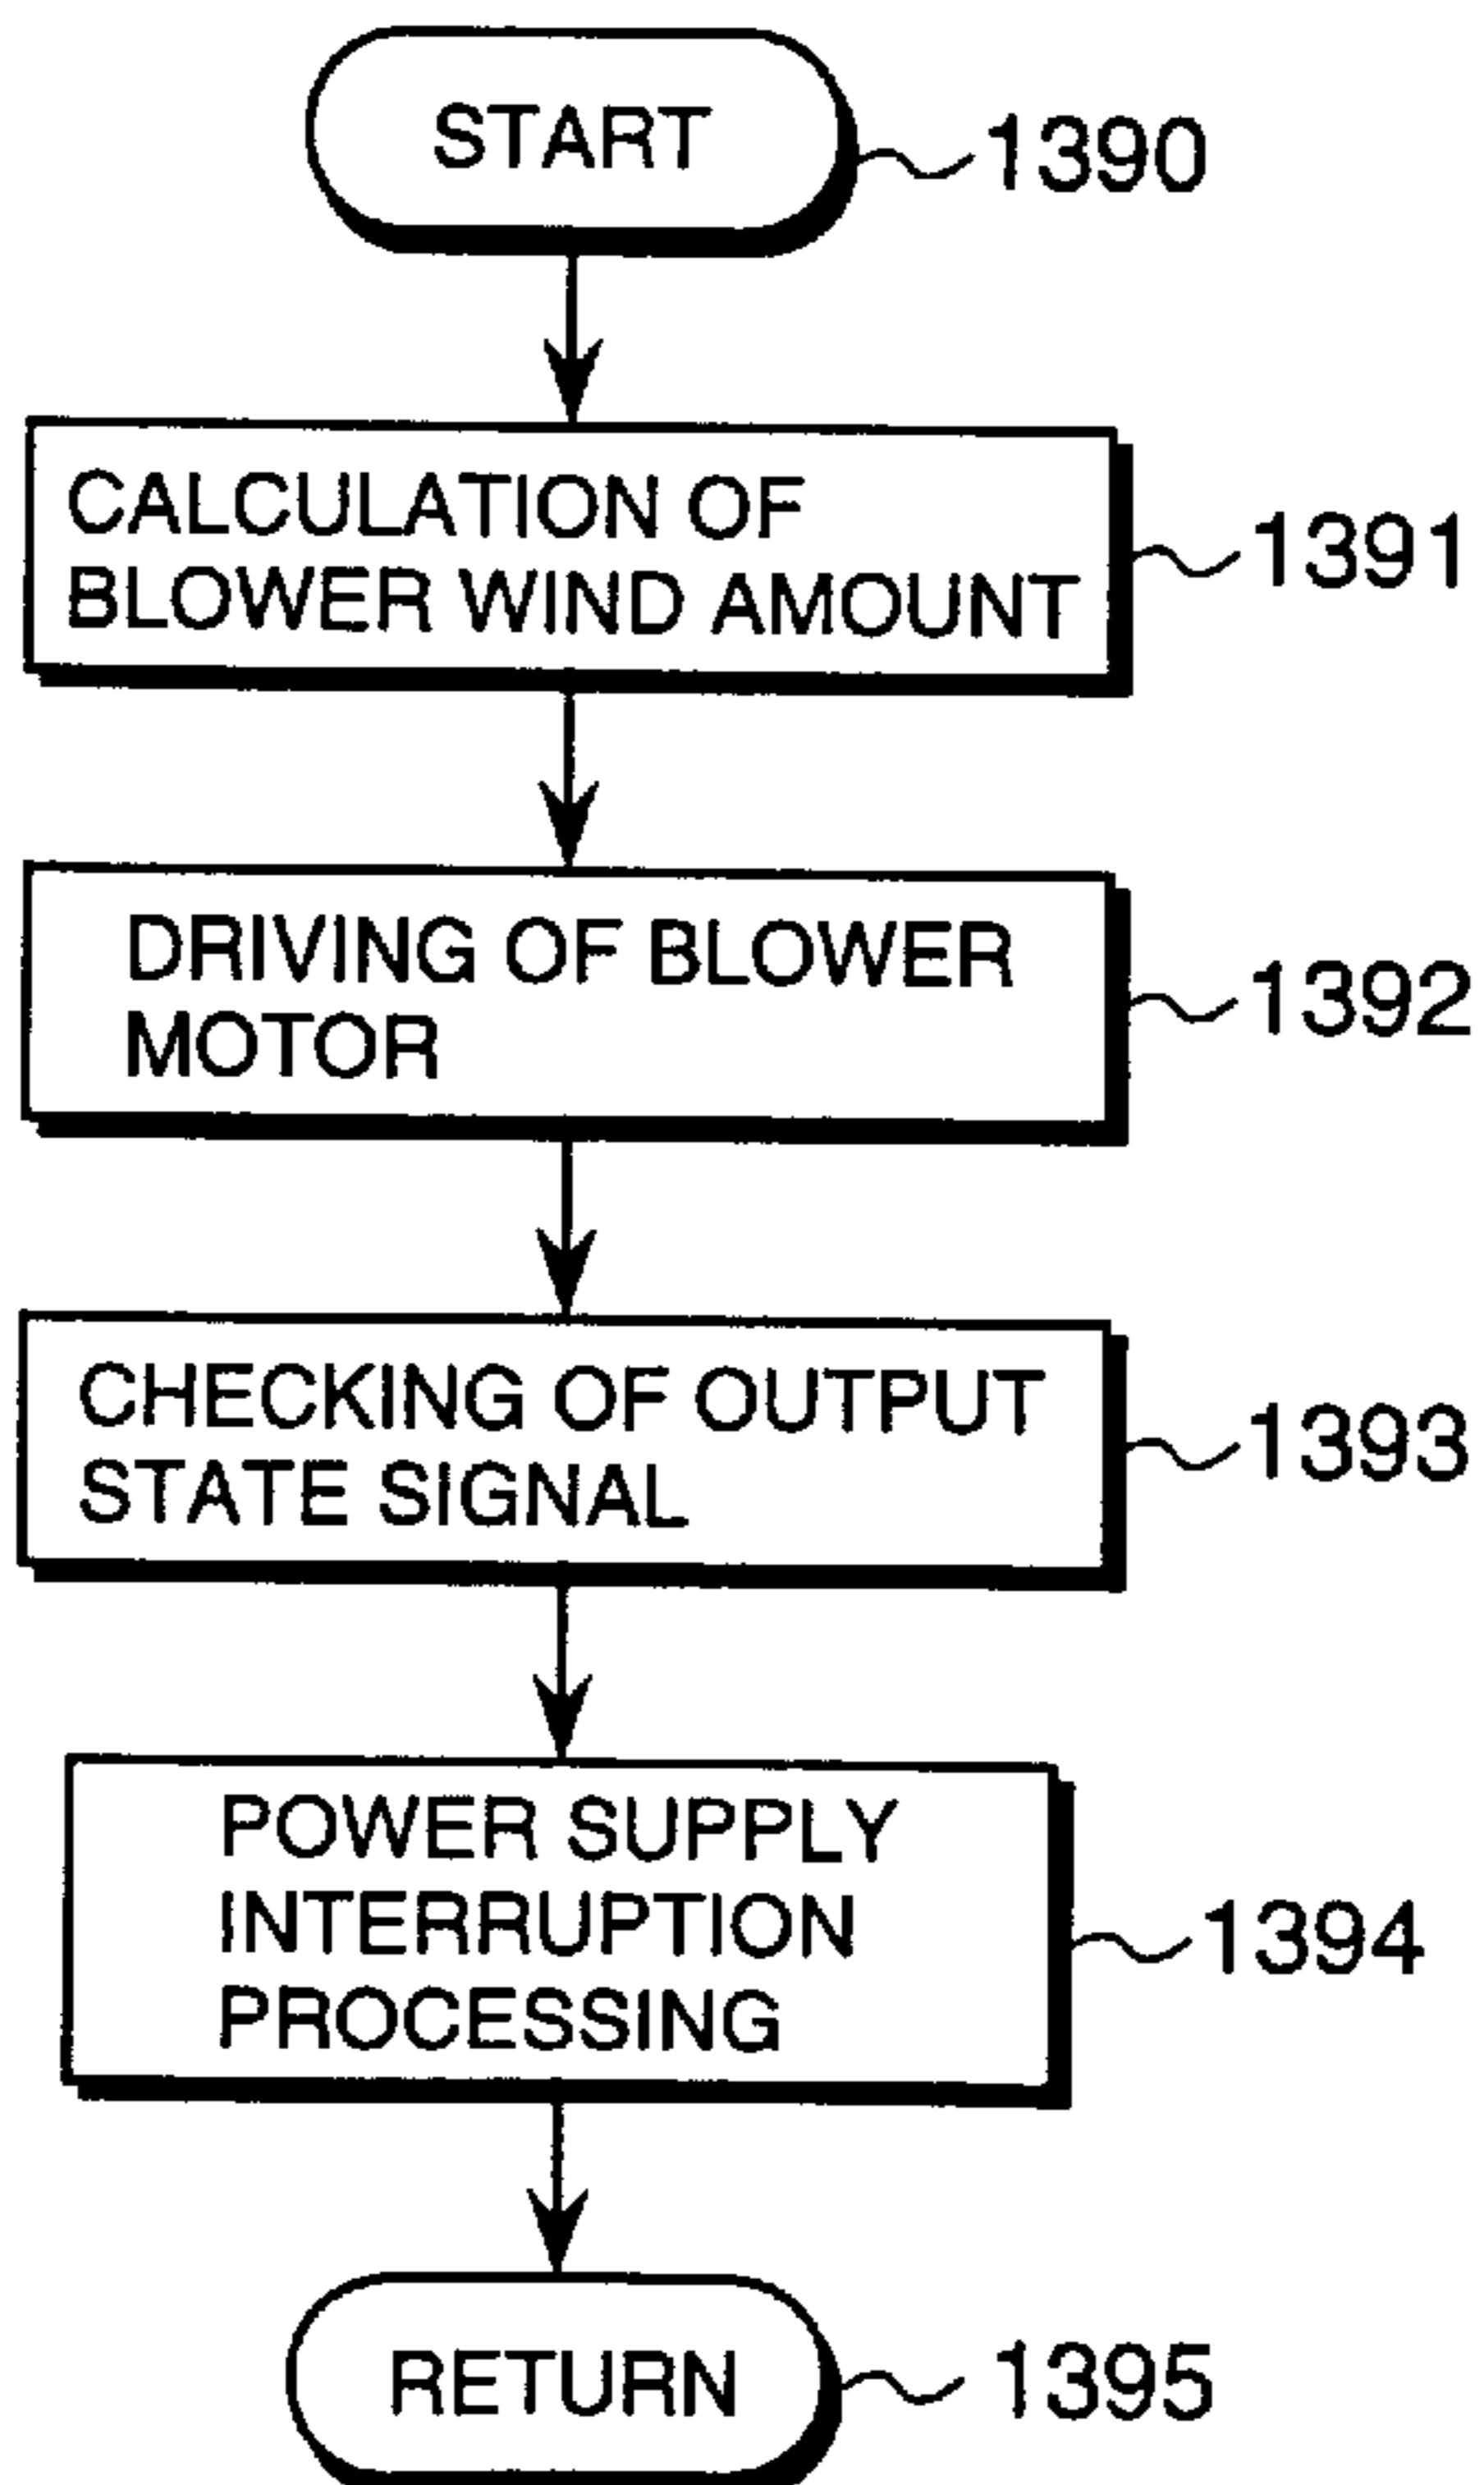 START
1390
CALCULATION OF
BLOWER WIND AMOUNT
1391
DRIVING OF BLOWER
MOTOR
1392
CHECKING OF OUTPUT
STATE SIGNAL
1393
POWER SUPPLY
INTERRUPTION
PROCESSING
1394
RETURN
1395